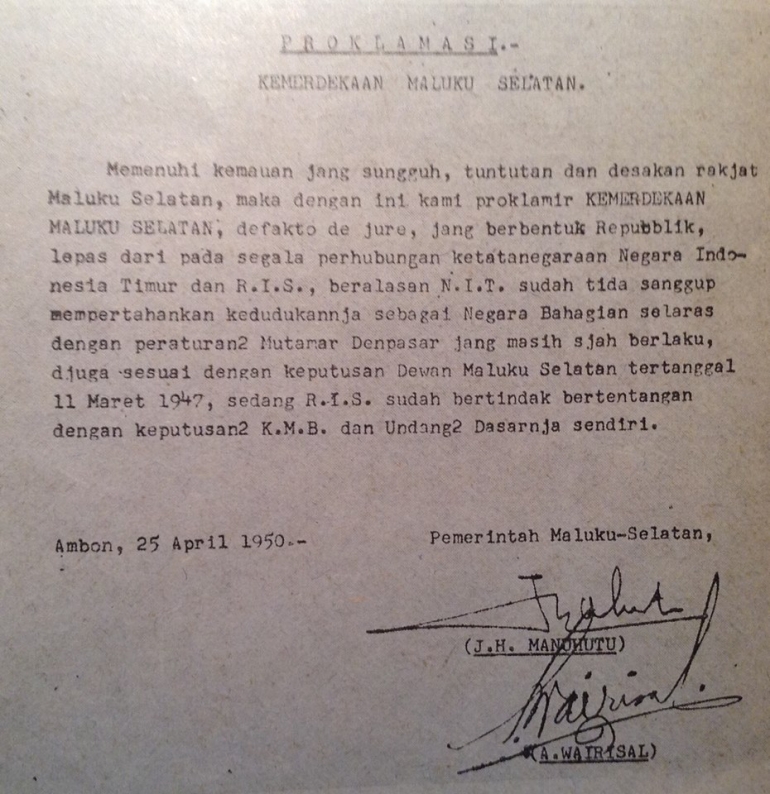 P R O K L A M A S I.-
KEMERDEKAAN MALUKU SELATAN.
Memenuhi kemauan jang sungguh, tuntutan dan desakan rakjat
Maluku Selatan, maka dengan ini kami proklamir KEMERDEKAAN
MALUKU SELATAN, defakto de jure, jang berbentuk Repubblik,
lepas dari pada segala perhubungan ketatanegaraan Negara Indo-
nesia Timur dan R.I.S., beralasan N.I.T. sudah tida sanggup
mempertahankan kedudukannja sebagai Negara Bahagian selaras
dengan peraturan2 Mutamar Denpasar jang masih sjah berlaku,
djuga sesuai dengan keputusan Dewan Maluku Selatan tertanggal
11 Maret 1947, sedang R.I.S. sudah bertindak bertentangan
dengan keputusan2 K.M.B. dan Undang2 Dasarnja sendiri.
Ambon, 25 April 1950.-
Pemerintah Maluku-Selatan,
(J.H. MANUHUTU)
Wairisal.
(A.WAIRISAL)